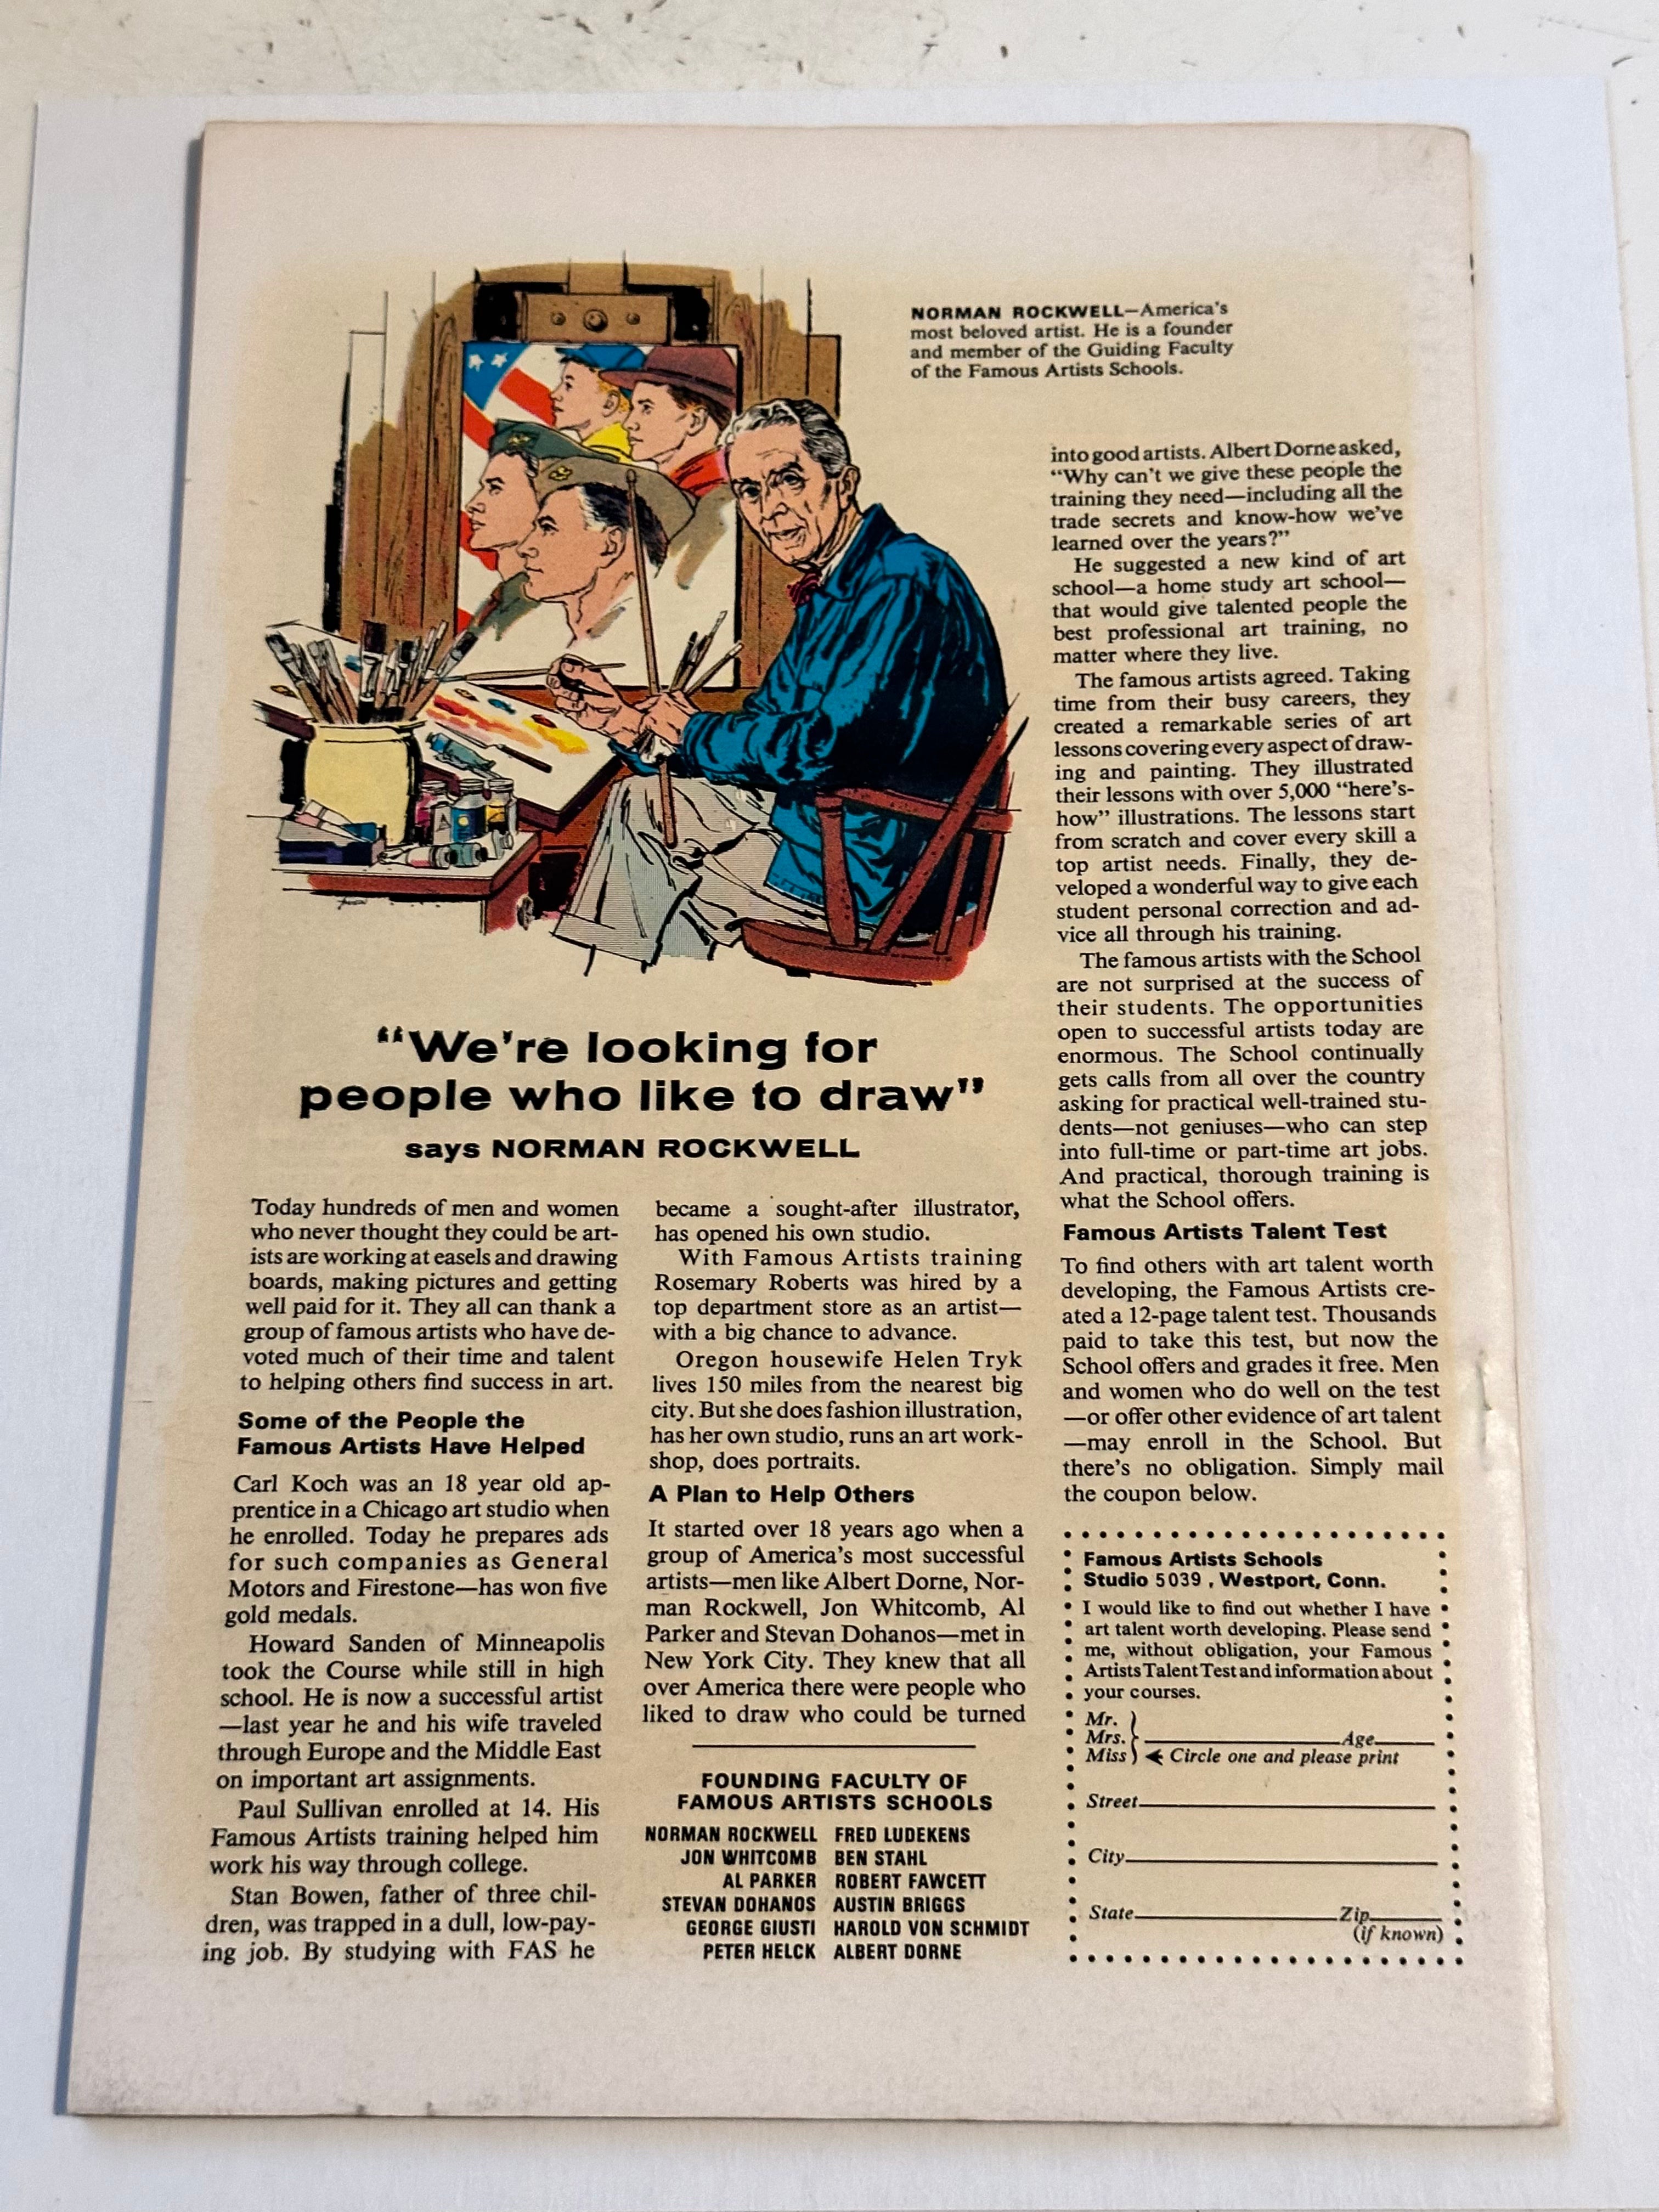 NORMAN ROCKWELL—America's
most beloved artist. He is a founder
and member of the Guiding Faculty
of the Famous Artists Schools.
"We're looking for
people who like to draw"
says NORMAN ROCKWELL
Today hundreds of men and women
who never thought they could be art-
ists are working at easels and drawing
boards, making pictures and getting
well paid for it. They all can thank a
group of famous artists who have de-
voted much of their time and talent
to helping others find success in art.
Some of the People the
Famous Artists Have Helped
Carl Koch was an 18 year old ap-
prentice in a Chicago art studio when
he enrolled. Today he prepares ads
for such companies as General
Motors and Firestone—has won five
gold medals.
Howard Sanden of Minneapolis
took the Course while still in high
school. He is now a successful artist
—last year he and his wife traveled
through Europe and the Middle East
on important art assignments.
Paul Sullivan enrolled at 14. His
Famous Artists training helped him
work his way through college.
Stan Bowen, father of three chil-
dren, was trapped in a dull, low-pay-
ing job. By studying with FAS he
became a sought-after illustrator,
has opened his own studio.
With Famous Artists training
Rosemary Roberts was hired by a
top department store as an artist—
with a big chance to advance.
Oregon housewife Helen Tryk
lives 150 miles from the nearest big
city. But she does fashion illustration,
has her own studio, runs an art work-
shop, does portraits.
A Plan to Help Others
It started over 18 years ago when a
group of America's most successful
artists—men like Albert Dorne, Nor-
man Rockwell, Jon Whitcomb, Al
Parker and Stevan Dohanos—met in
New York City. They knew that all
over America there were people who
liked to draw who could be turned
FOUNDING FACULTY OF
FAMOUS ARTISTS SCHOOLS
NORMAN ROCKWELL FRED LUDEKENS
JON WHITCOMB BEN STAHL
AL PARKER ROBERT FAWCETT
STEVAN DOHANOS AUSTIN BRIGGS
GEORGE GIUSTI HAROLD VON SCHMIDT
PETER HELCK ALBERT DORNE
into good artists. Albert Dorne asked,
"Why can't we give these people the
training they need—including all the
trade secrets and know-how we've
learned over the years?"
He suggested a new kind of art
school—a home study art school—
that would give talented people the
best professional art training, no
matter where they live.
The famous artists agreed. Taking
time from their busy careers, they
created a remarkable series of art
lessons covering every aspect of draw-
ing and painting. They illustrated
their lessons with over 5,000 "here's-
how" illustrations. The lessons start
from scratch and cover every skill a
top artist needs. Finally, they de-
veloped a wonderful way to give each
student personal correction and ad-
vice all through his training.
The famous artists with the School
are not surprised at the success of
their students. The opportunities
open to successful artists today are
enormous. The School continually
gets calls from all over the country
asking for practical well-trained stu-
dents—not geniuses—who can step
into full-time or part-time art jobs.
And practical, thorough training is
what the School offers.
Famous Artists Talent Test
To find others with art talent worth
developing, the Famous Artists cre-
ated a 12-page talent test. Thousands
paid to take this test, but now the
School offers and grades it free. Men
and women who do well on the test
—or offer other evidence of art talent
—may enroll in the School. But
there's no obligation. Simply mail
the coupon below.
Famous Artists Schools
Studio 5039, Westport, Conn.
I would like to find out whether I have
art talent worth developing. Please send
me, without obligation, your Famous
Artists Talent Test and information about
your courses.
Mr.
Mrs. Age
Miss Circle one and please print
Street
City
State Zip
(if known)